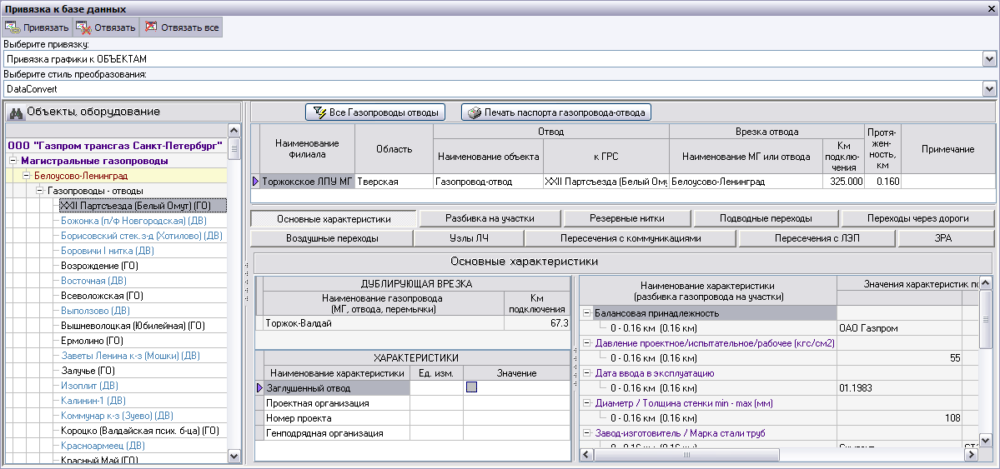 Привязка к базе данных
Привязать Отвязать Отвязать все
Выберите привязку:
Привязка графики к ОБЪЕКТАМ
Выберите стиль преобразования:
DataConvert
Объекты, оборудование
ООО "Газпром трансгаз Санкт-Петербург"
Магистральные газопроводы
Белоусово-Ленинград
Газопроводы - отводы
XXII Партсъезда (Белый Омут) (ГО)
Божонка (п/ф Новгородская) (ДВ)
Борисовский стек.з-д (Хотилово) (ДВ)
Боровичи I нитка (ДВ)
Возрождение (ГО)
Восточная (ДВ)
Всеволожская (ГО)
Выползово (ДВ)
Вышневолоцкая (Юбилейная) (ГО)
Ермолино (ГО)
Заветы Ленина к-з (Мошки) (ДВ)
Залучье (ГО)
Изоплит (ДВ)
Калинин-1 (ДВ)
Коммунар к-з (Зуево) (ДВ)
Короцко (Валдайская псих. б-ца) (ГО)
Красноармеец (ДВ)
Красный Май (ГО)
Все Газопроводы отводы Печать паспорта газопровода-отвода
Наименование филиала
Область
Отвод
Наименование объекта
к ГРС
Врезка отвода
Наименование МГ или отвода
Км подклю-
чения
Протя-
жен-
ность,
км
Примечание
Торжокское ЛПУ МГ Тверская Газопровод-отвод XXII Партсъезда (Белый Ому Белоусово-Ленинград 325.000 0.160
Основные характеристики Разбивка на участки Резервные нитки Подводные переходы Переходы через дороги
Воздушные переходы Узлы ЛЧ Пересечения с коммуникациями Пересечения с ЛЭП ЗРА
Основные характеристики
ДУБЛИРУЮЩАЯ ВРЕЗКА
Наименование газопровода
(МГ, отвода, перемычки)
Км
подключения
Торжок-Валдай 67.3
ХАРАКТЕРИСТИКИ
Наименование характеристики Ед. изм. Значение
Заглушенный отвод
Проектная организация
Номер проекта
Генподрядная организация
Наименование характеристики
(разбивка газопровода на участки)
Значения характеристик по
Балансовая принадлежность
0 - 0.16 км (0.16 км) ОАО Газпром
Давление проектное/испытательное/рабочее (кгс/см2)
0 - 0.16 км (0.16 км) 55
Дата ввода в эксплуатацию
0 - 0.16 км (0.16 км) 01.1983
Диаметр / Толщина стенки min - max (мм)
0 - 0.16 км (0.16 км) 108
Завод-изготовитель / Марка стали труб
0 - 0.16 км (0.16 км)